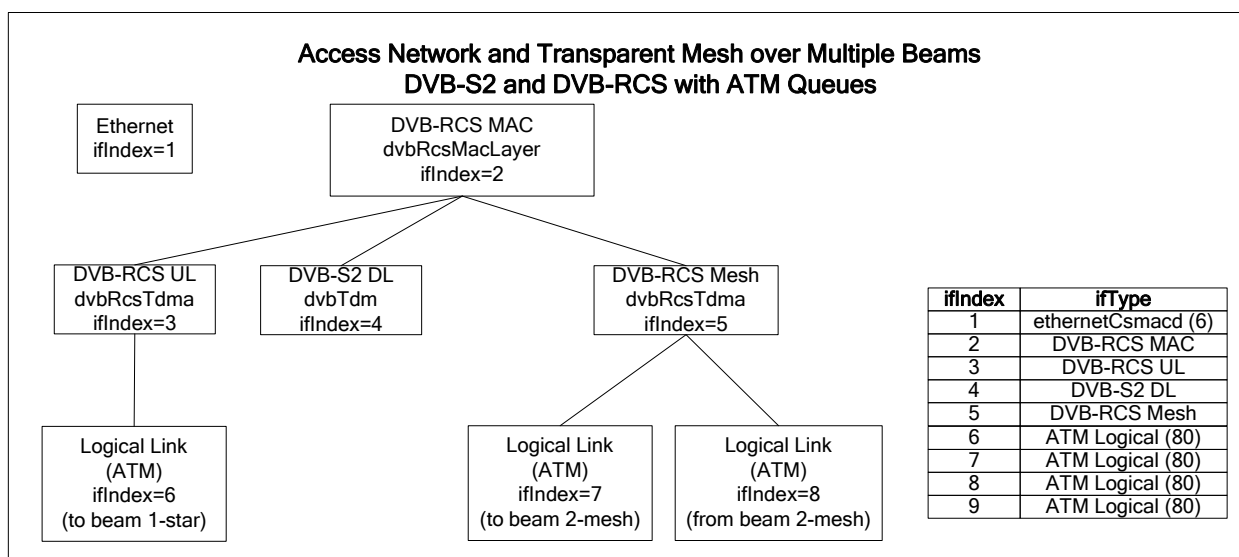 Access Network and Transparent Mesh over Multiple Beams
DVB-S2 and DVB-RCS with ATM Queues
Ethernet
ifIndex=1
DVB-RCS MAC
dvbRcsMacLayer
ifIndex=2
DVB-RCS UL
dvbRcsTdma
ifIndex=3
DVB-S2 DL
dvbTdm
ifIndex=4
DVB-RCS Mesh
dvbRcsTdma
ifIndex=5
Logical Link
(ATM)
ifIndex=6
(to beam 1-star)
Logical Link
(ATM)
ifIndex=7
(to beam 2-mesh)
Logical Link
(ATM)
ifIndex=8
(from beam 2-mesh)
ifIndex ifType
1 ethernetCsmacd (6)
2 DVB-RCS MAC
3 DVB-RCS UL
4 DVB-S2 DL
5 DVB-RCS Mesh
6 ATM Logical (80)
7 ATM Logical (80)
8 ATM Logical (80)
9 ATM Logical (80)